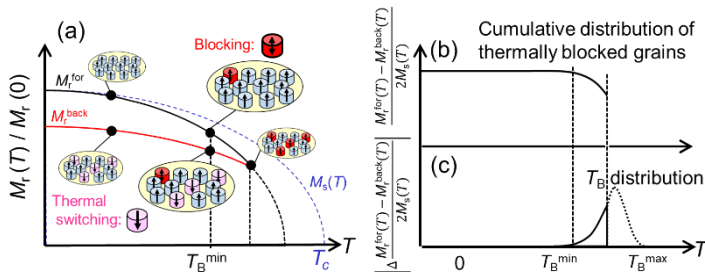 (a)
Blocking:
M_r^for
M_r^back
M_r(T) / M_r(0)
M_s(T)
Thermal
switching:
T_B^min
T_c
T
Cumulative distribution of
thermally blocked grains
(b)
M_r^for(T) − M_r^back(T)
2M_s(T)
T
(c)
T_B distribution
Δ
M_r^for(T) − M_r^back(T)
2M_s(T)
0
T_B^min
T_B^max
T